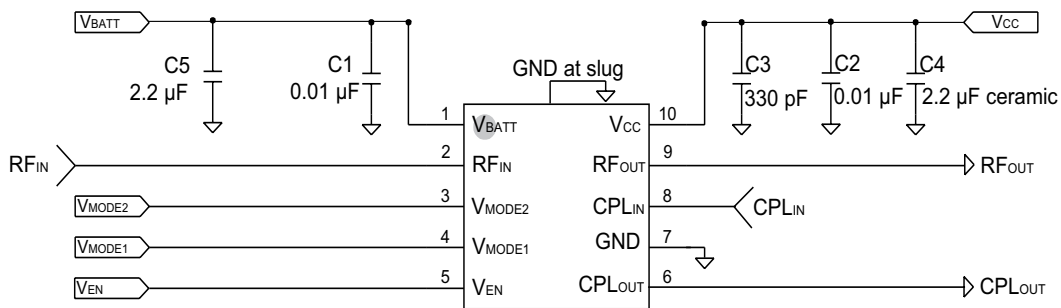 VBATT
VCC
C5
2.2 µF
C1
0.01 µF
GND at slug
C3
330 pF
C2
0.01 µF
C4
2.2 µF ceramic
1
VBATT
VCC
10
RFIN
2
RFIN
RFOUT
9
RFOUT
VMODE2
3
VMODE2
CPLIN
8
CPLIN
VMODE1
4
VMODE1
GND
7
VEN
5
VEN
CPLOUT
6
CPLOUT